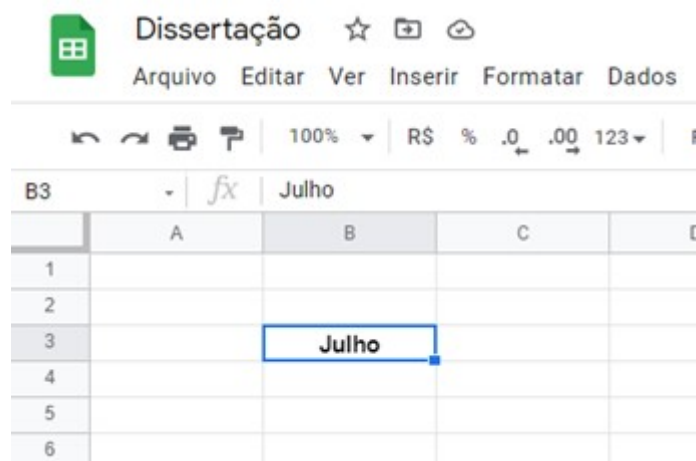 Dissertação
Arquivo Editar Ver Inserir Formatar Dados
100% R$ % .0 .00 123
B3 fx Julho
A B C
1
2
3 Julho
4
5
6